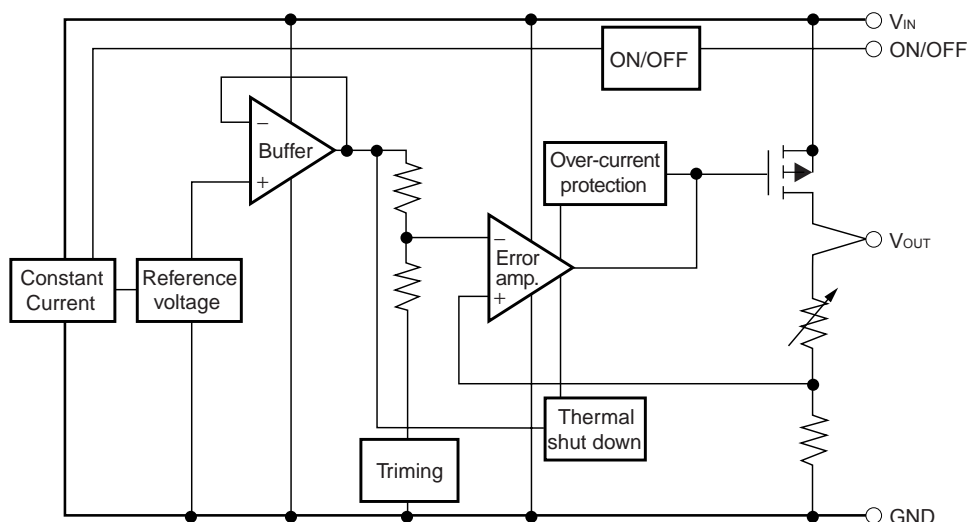 VIN
ON/OFF
ON/OFF
−
Buffer
+
Over-current
protection
−
Error
amp.
+
VOUT
Constant
Current
Reference
voltage
Thermal
shut down
Triming
GND